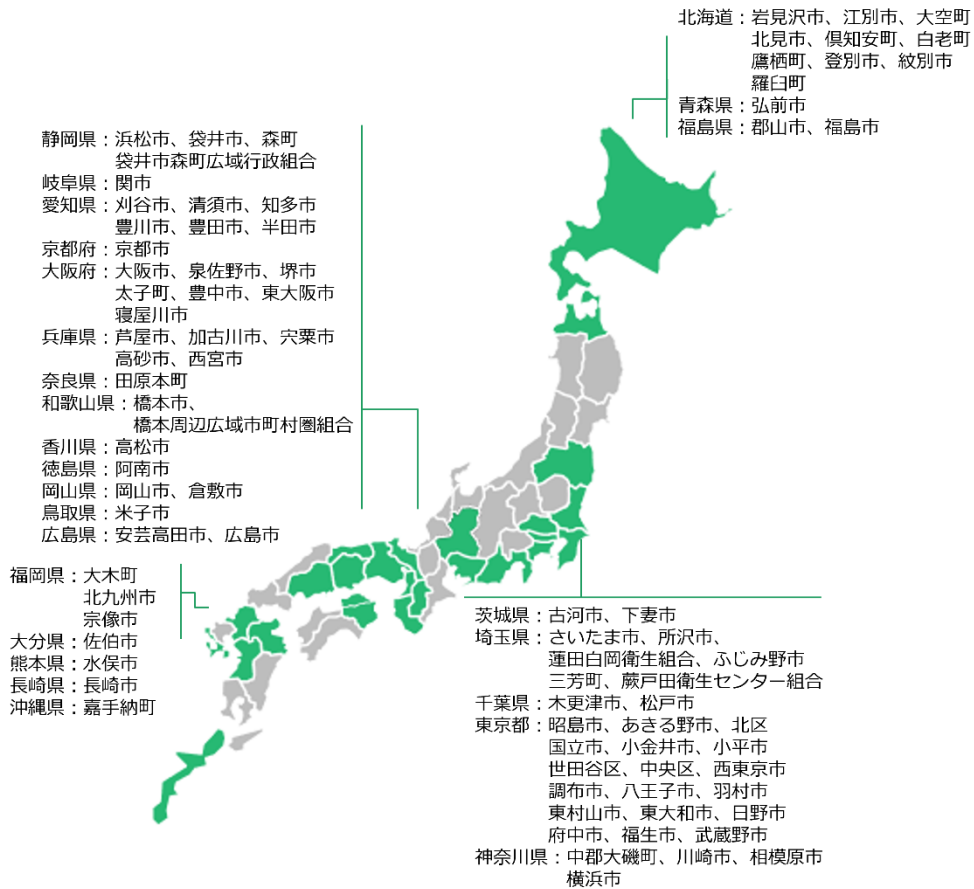 北海道：岩見沢市、江別市、大空町
北見市、倶知安町、白老町
鷹栖町、登別市、紋別市
羅臼町
青森県：弘前市
福島県：郡山市、福島市
静岡県：浜松市、袋井市、森町
袋井市森町広域行政組合
岐阜県：関市
愛知県：刈谷市、清須市、知多市
豊川市、豊田市、半田市
京都府：京都市
大阪府：大阪市、泉佐野市、堺市
太子町、豊中市、東大阪市
寝屋川市
兵庫県：芦屋市、加古川市、宍粟市
高砂市、西宮市
奈良県：田原本町
和歌山県：橋本市、
橋本周辺広域市町村圏組合
香川県：高松市
徳島県：阿南市
岡山県：岡山市、倉敷市
鳥取県：米子市
広島県：安芸高田市、広島市
福岡県：大木町
北九州市
宗像市
大分県：佐伯市
熊本県：水俣市
長崎県：長崎市
沖縄県：嘉手納町
茨城県：古河市、下妻市
埼玉県：さいたま市、所沢市、
蓮田白岡衛生組合、ふじみ野市
三芳町、蕨戸田衛生センター組合
千葉県：木更津市、松戸市
東京都：昭島市、あきる野市、北区
国立市、小金井市、小平市
世田谷区、中央区、西東京市
調布市、八王子市、羽村市
東村山市、東大和市、日野市
府中市、福生市、武蔵野市
神奈川県：中郡大磯町、川崎市、相模原市
横浜市